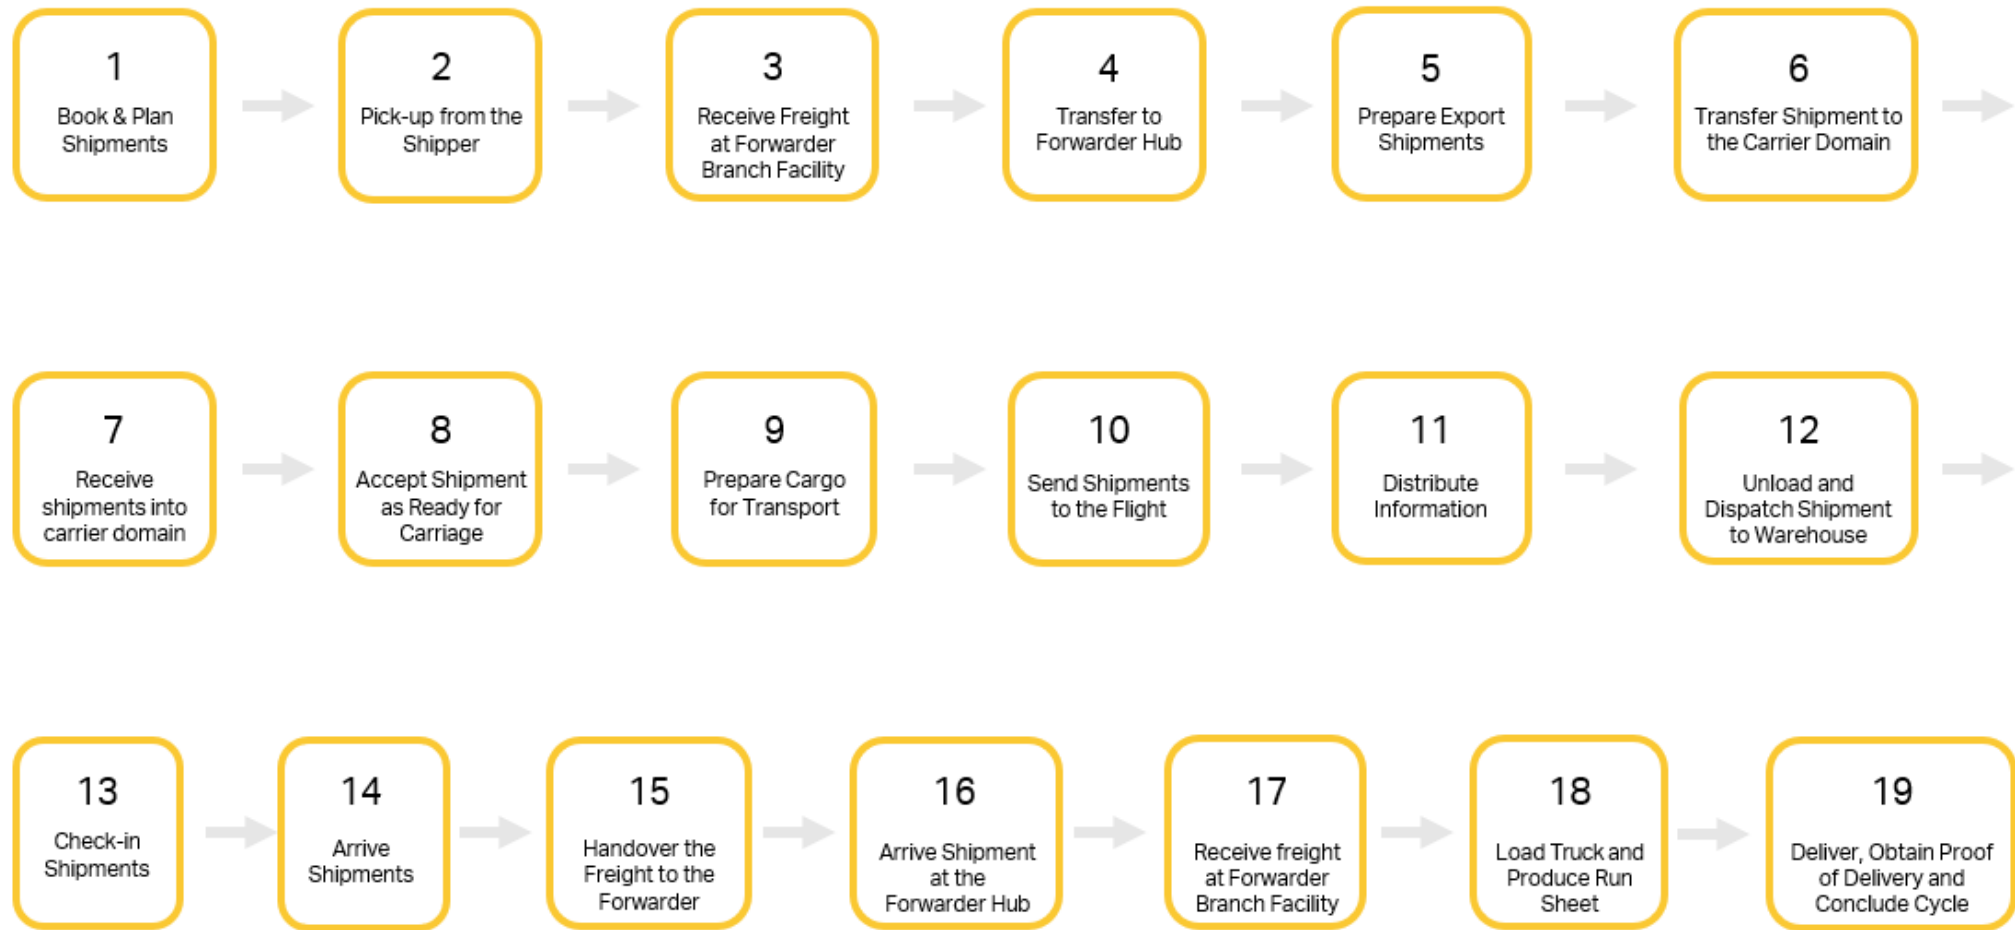 1
Book & Plan
Shipments
2
Pick-up from the
Shipper
3
Receive Freight
at Forwarder
Branch Facility
4
Transfer to
Forwarder Hub
5
Prepare Export
Shipments
6
Transfer Shipment to
the Carrier Domain
7
Receive
shipments into
carrier domain
8
Accept Shipment
as Ready for
Carriage
9
Prepare Cargo
for Transport
10
Send Shipments
to the Flight
11
Distribute
Information
12
Unload and
Dispatch Shipment
to Warehouse
13
Check-in
Shipments
14
Arrive
Shipments
15
Handover the
Freight to the
Forwarder
16
Arrive Shipment
at the
Forwarder Hub
17
Receive freight
at Forwarder
Branch Facility
18
Load Truck and
Produce Run
Sheet
19
Deliver, Obtain Proof
of Delivery and
Conclude Cycle